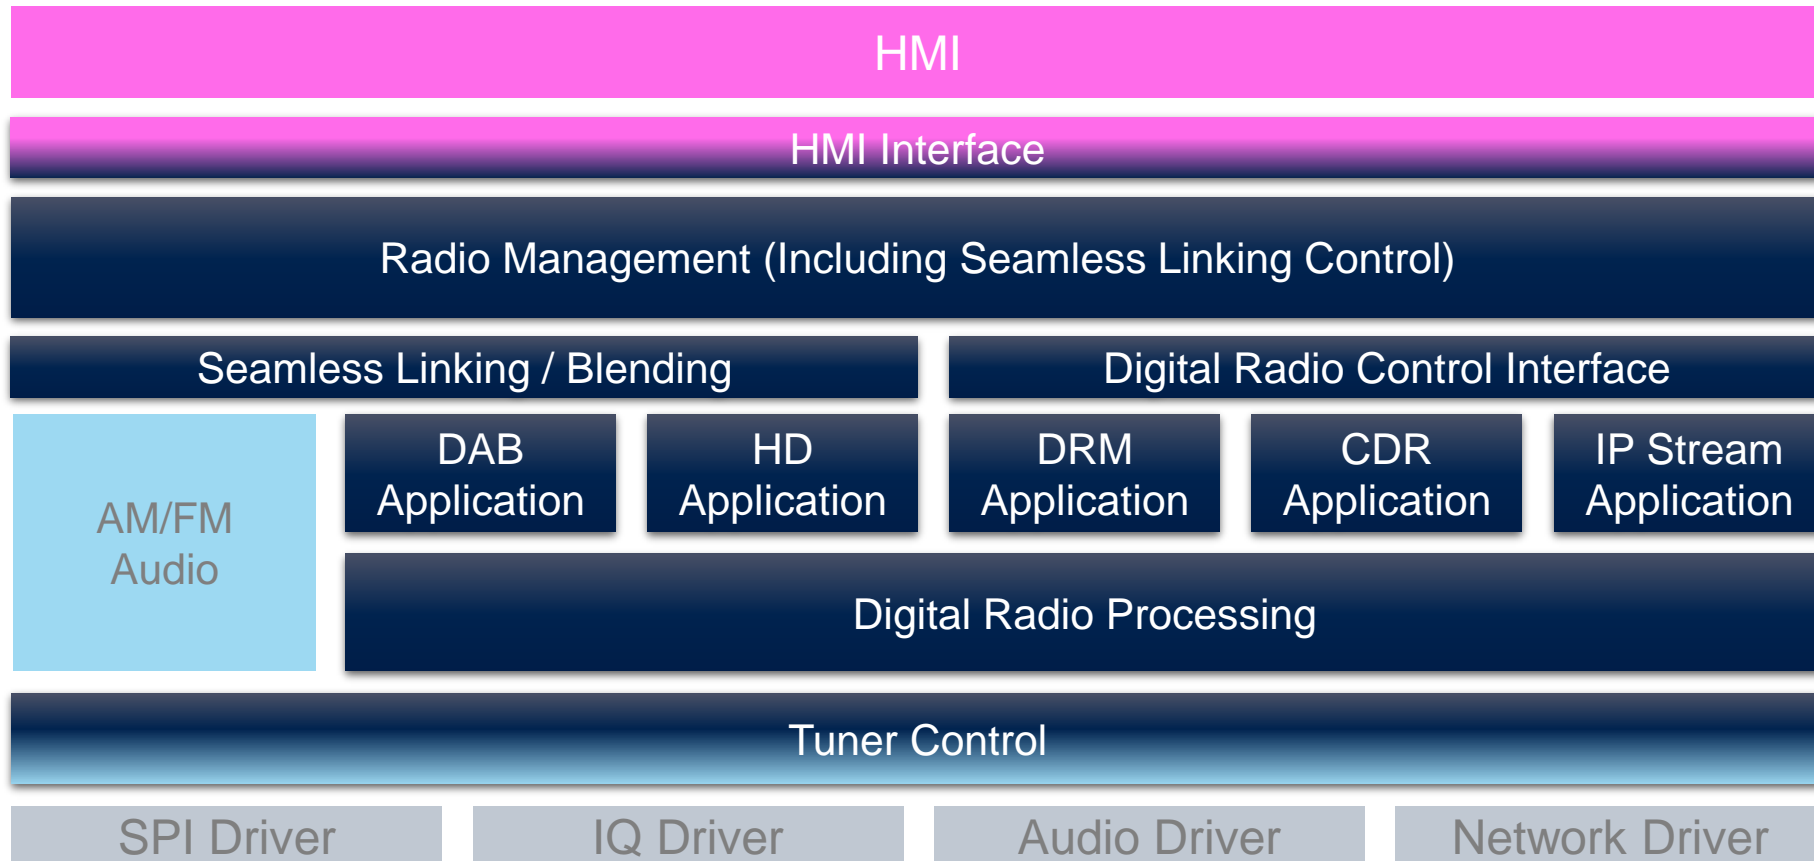 HMI
HMI Interface
Radio Management (Including Seamless Linking Control)
Seamless Linking / Blending
Digital Radio Control Interface
AM/FM
Audio
DAB
Application
HD
Application
DRM
Application
CDR
Application
IP Stream
Application
Digital Radio Processing
Tuner Control
SPI Driver
IQ Driver
Audio Driver
Network Driver